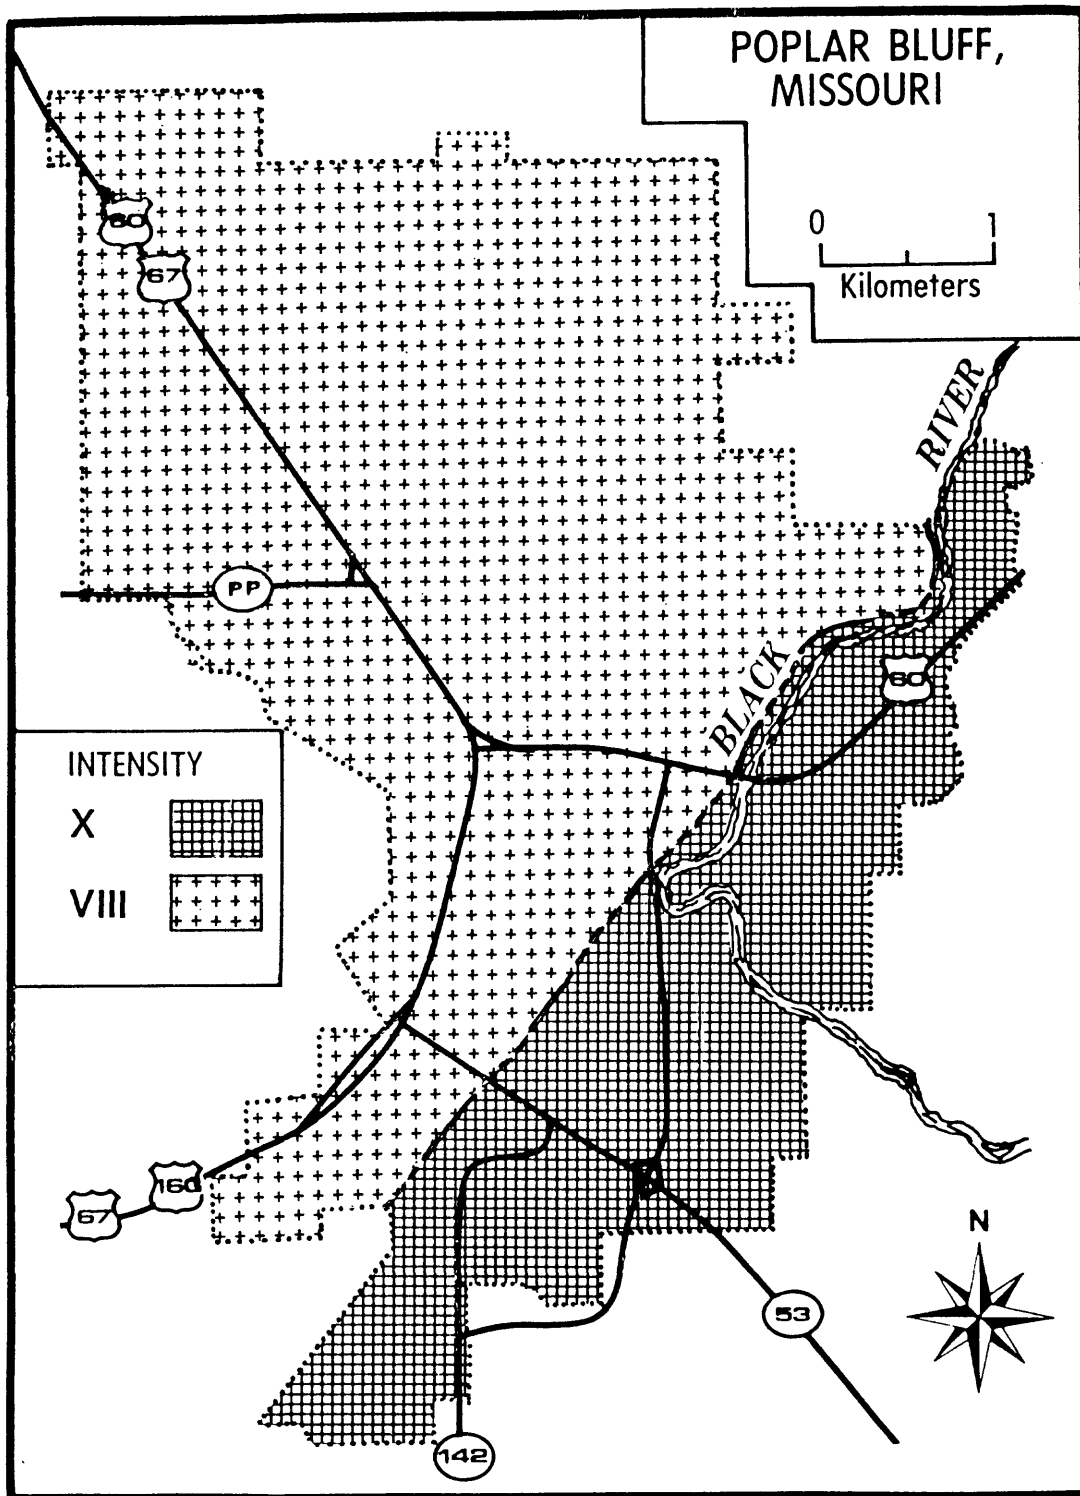 POPLAR BLUFF,
MISSOURI
0 1
Kilometers
60
67
RIVER
PP
BLACK
60
INTENSITY
X
VIII
160
67
N
53
142